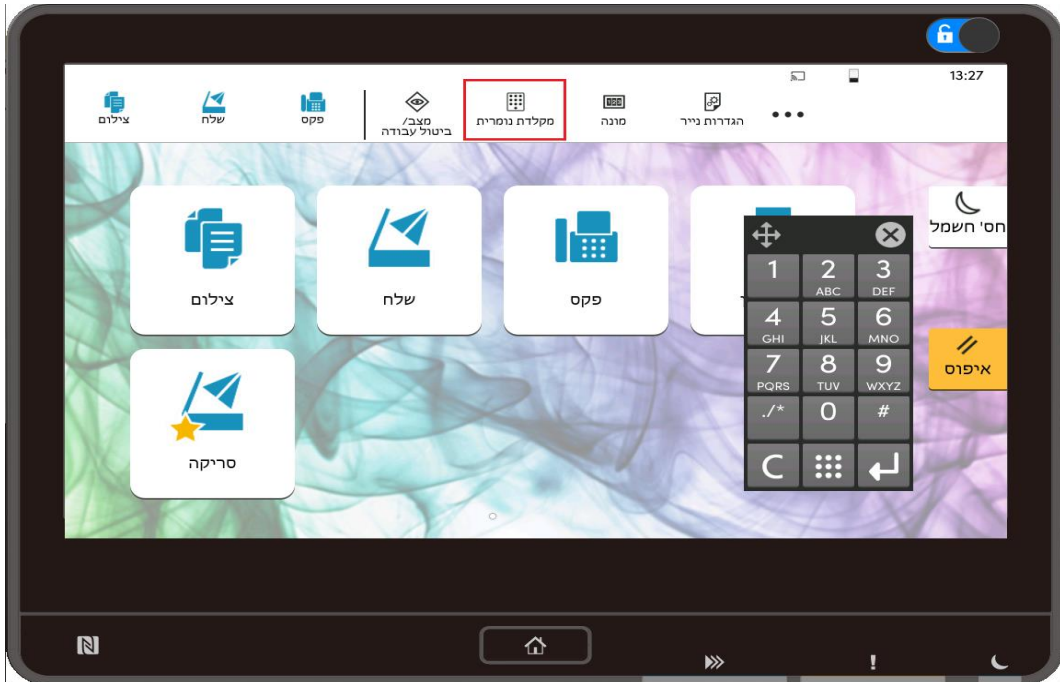 13:27
צילום
שלח
פקס
מצב/
ביטול עבודה
מקלדת נומרית
מונה
הגדרות נייר
חס' חשמל
צילום
שלח
פקס
1 2 3
ABC DEF
4 5 6
GHI JKL MNO
7 8 9
PQRS TUV WXYZ
./* 0 #
C
איפוס
סריקה